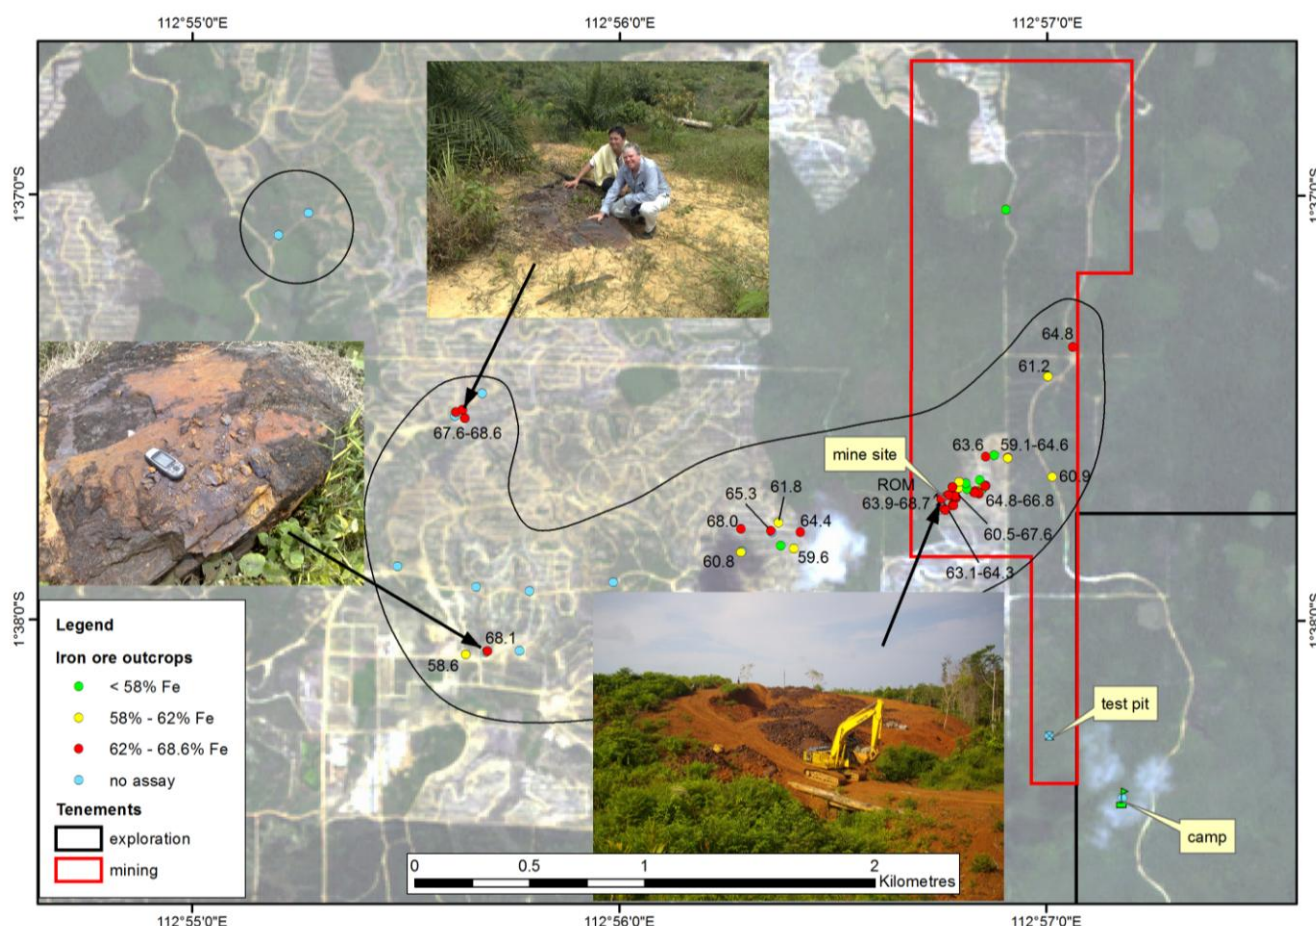 112°55'0"E
112°56'0"E
112°57'0"E
1°37'0"S
1°37'0"S
64.8
61.2
67.6-68.6
mine site
63.6
59.1-64.6
60.9
ROM
63.9-68.7
64.8-66.8
65.3
61.8
68.0
64.4
60.5-67.6
60.8
59.6
63.1-64.3
1°38'0"S
1°38'0"S
68.1
58.6
Legend
Iron ore outcrops
< 58% Fe
58% - 62% Fe
62% - 68.6% Fe
no assay
Tenements
exploration
mining
test pit
camp
0
0.5
1
2
Kilometres
112°55'0"E
112°56'0"E
112°57'0"E